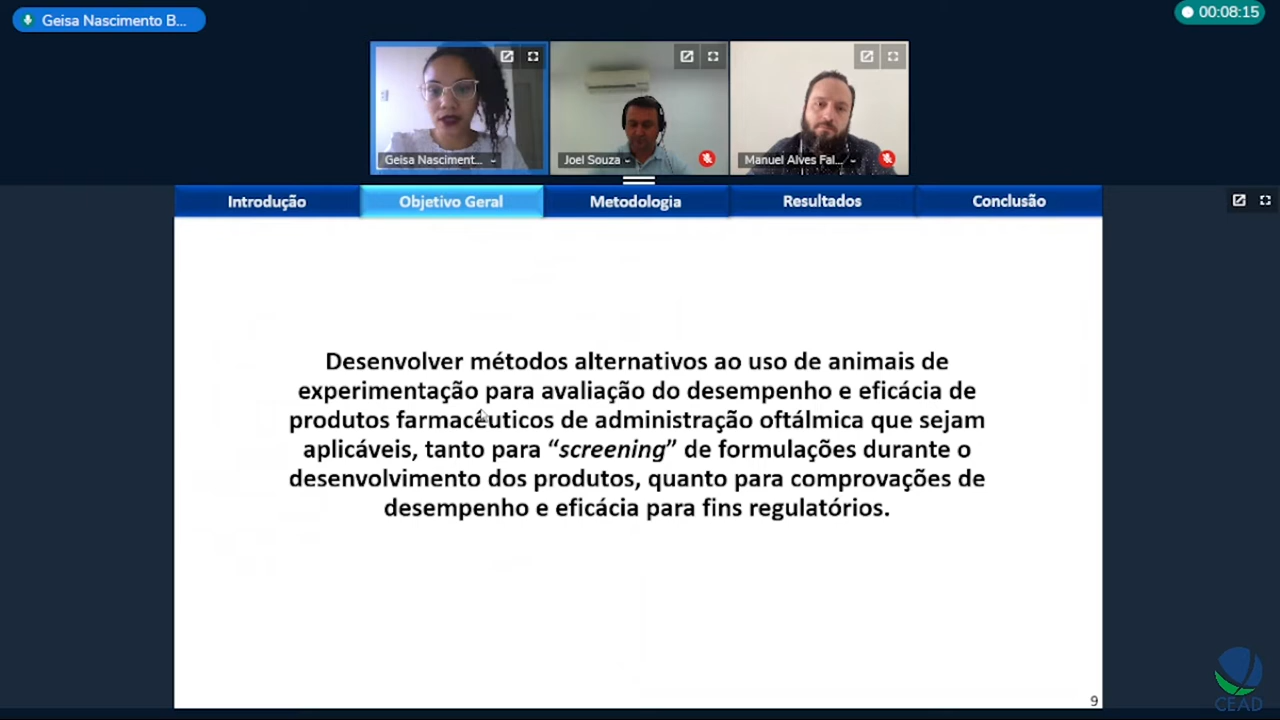 Geisa Nascimento B...
00:08:15
Geisa Nasciment...
Joel Souza
Manuel Alves Fal...
Introdução
Objetivo Geral
Metodologia
Resultados
Conclusão
Desenvolver métodos alternativos ao uso de animais de
experimentação para avaliação do desempenho e eficácia de
produtos farmacêuticos de administração oftálmica que sejam
aplicáveis, tanto para “screening” de formulações durante o
desenvolvimento dos produtos, quanto para comprovações de
desempenho e eficácia para fins regulatórios.
9
CEAD